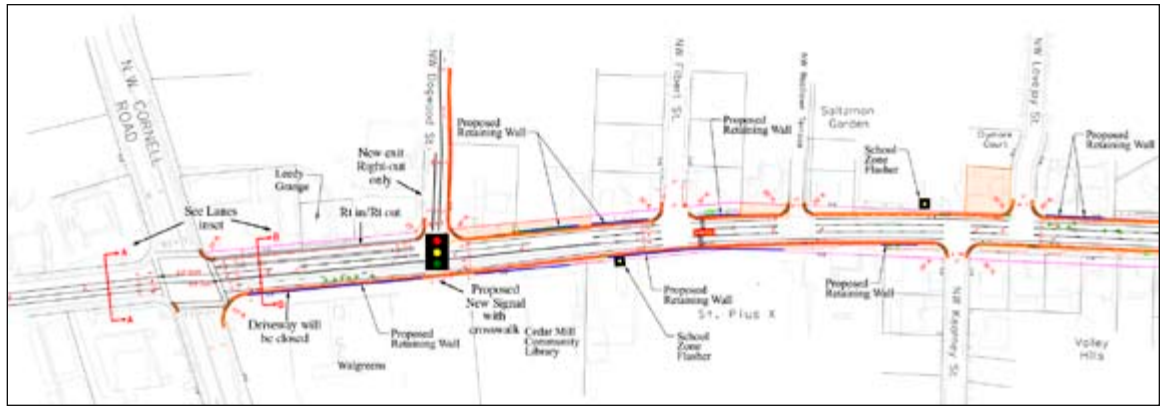 N.W. CORNELL
ROAD
NW Dogwood St.
NW Filbert St.
NW Lovejoy St.
Proposed
Retaining Wall
Proposed
Retaining Wall
Saltzman
Garden
Court
Proposed
Retaining Wall
New exit
Right-out
only
School
Zone
Flasher
Leedy
Grange
See Lanes
inset
Rt in/Rt out
A
B
A
B
Driveway will
be closed
Proposed
Retaining Wall
Proposed
New Signal
with
crosswalk
Cedar Mill
Community
Library
Walgreens
School
Zone
Flasher
Proposed
Retaining Wall
St. Pius X
Proposed
Retaining Wall
NW Kearney St.
Valley
Hills